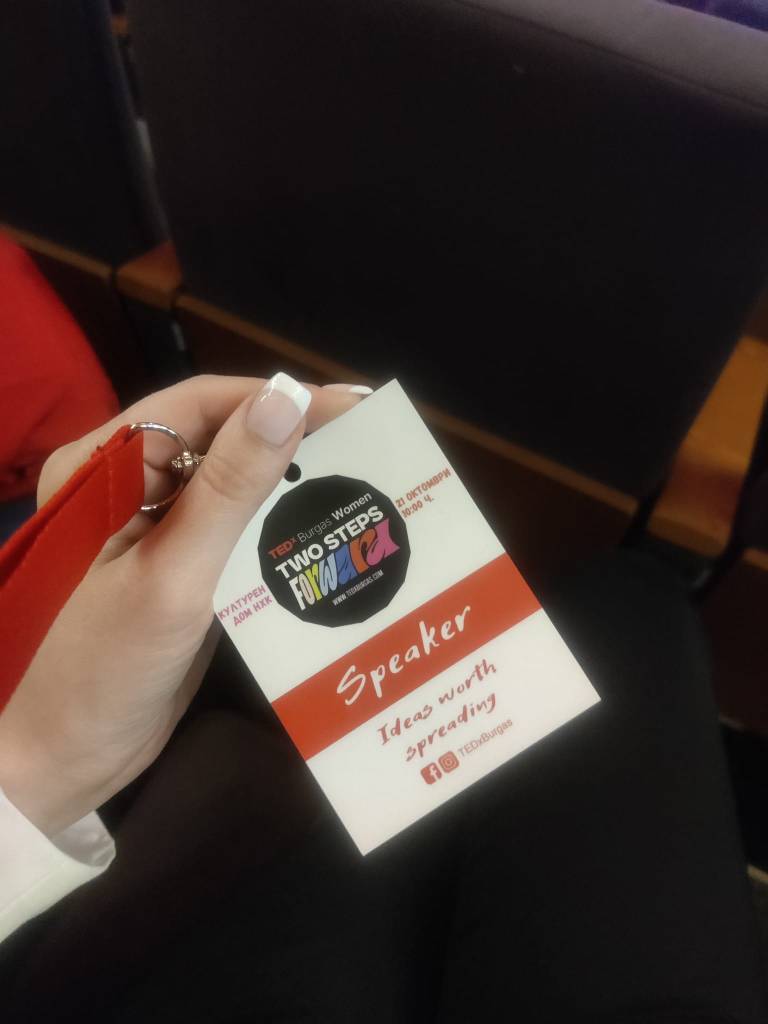 TEDx Burgas Women
TWO STEPS
FORWARD
WWW.TEDXBURGAS.COM
21 ОКТОМВРИ
10:00 Ч.
КУЛТУРЕН
ДОМ НХК
Speaker
Ideas worth
spreading
TEDxBurgas